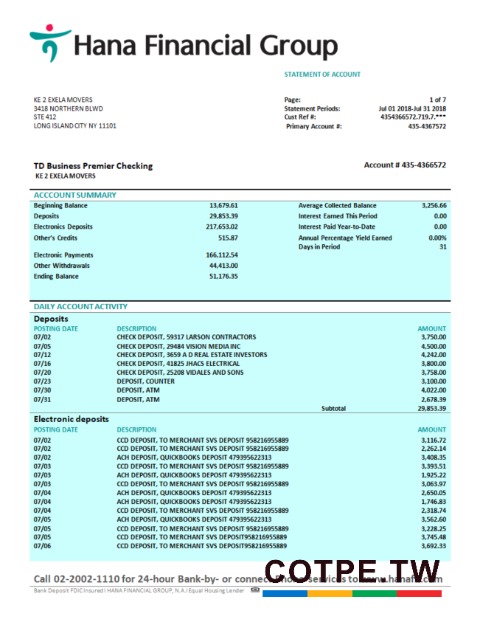 Hana Financial Group
STATEMENT OF ACCOUNT
KE 2 EXELA MOVERS
3418 NORTHERN BLWD
STE 412
LONG ISLAND CITY NY 11101
Page: 1 of 7
Statement Periods: Jul 01 2018-Jul 31 2018
Cust Ref #: 4354366572.719.7.***
Primary Account #: 435-4367572
TD Business Premier Checking
Account # 435-4366572
KE 2 EXELA MOVERS
ACCCOUNT SUMMARY
Beginning Balance 13,679.61 Average Collected Balance 3,256.66
Deposits 29,853.39 Interest Earned This Period 0.00
Electronics Deposits 217,653.02 Interest Paid Year-to-Date 0.00
Other's Credits 515.87 Annual Percentage Yield Earned 0.00%
Days in Period 31
Electronic Payments 166,112.54
Other Withdrawals 44,413.00
Ending Balance 51,176.35
DAILY ACCOUNT ACTIVITY
Deposits
POSTING DATE DESCRIPTION AMOUNT
07/02 CHECK DEPOSIT, 59317 LARSON CONTRACTORS 3,750.00
07/05 CHECK DEPOSIT, 29484 VISION MEDIA INC 4,500.00
07/12 CHECK DEPOSIT, 3659 A D REAL ESTATE INVESTORS 4,242.00
07/16 CHECK DEPOSIT, 41825 JHACS ELECTRICAL 3,800.00
07/20 CHECK DEPOSIT, 25208 VIDALES AND SONS 3,758.00
07/23 DEPOSIT, COUNTER 3,100.00
07/30 DEPOSIT, ATM 4,022.00
07/31 DEPOSIT, ATM 2,678.39
Subtotal 29,853.39
Electronic deposits
POSTING DATE DESCRIPTION AMOUNT
07/02 CCD DEPOSIT, TO MERCHANT SVS DEPOSIT 958216955889 3,116.72
07/02 CCD DEPOSIT, TO MERCHANT SVS DEPOSIT 958216955889 2,262.14
07/02 ACH DEPOSIT, QUICKBOOKS DEPOSIT 479395622313 3,408.35
07/03 CCD DEPOSIT, TO MERCHANT SVS DEPOSIT 958216955889 3,393.51
07/03 ACH DEPOSIT, QUICKBOOKS DEPOSIT 479395622313 1,925.22
07/03 CCD DEPOSIT, TO MERCHANT SVS DEPOSIT 958216955889 3,063.97
07/04 ACH DEPOSIT, QUICKBOOKS DEPOSIT 479395622313 2,650.05
07/04 ACH DEPOSIT, QUICKBOOKS DEPOSIT 479395622313 1,746.83
07/04 CCD DEPOSIT, TO MERCHANT SVS DEPOSIT 958216955889 2,318.74
07/05 ACH DEPOSIT, QUICKBOOKS DEPOSIT 479395622313 3,562.60
07/05 CCD DEPOSIT, TO MERCHANT SVS DEPOSIT958216955889 3,228.25
07/05 CCD DEPOSIT, TO MERCHANT SVS DEPOSIT958216955889 3,745.48
07/06 CCD DEPOSIT, TO MERCHANT SVS DEPOSIT958216955889 3,692.33
COTPE.TW
Call 02-2002-1110 for 24-hour Bank-by- or services to
Bank Deposit FDIC Insured I HANA FINANCIAL GROUP, N.A.I Equal Housing Lender